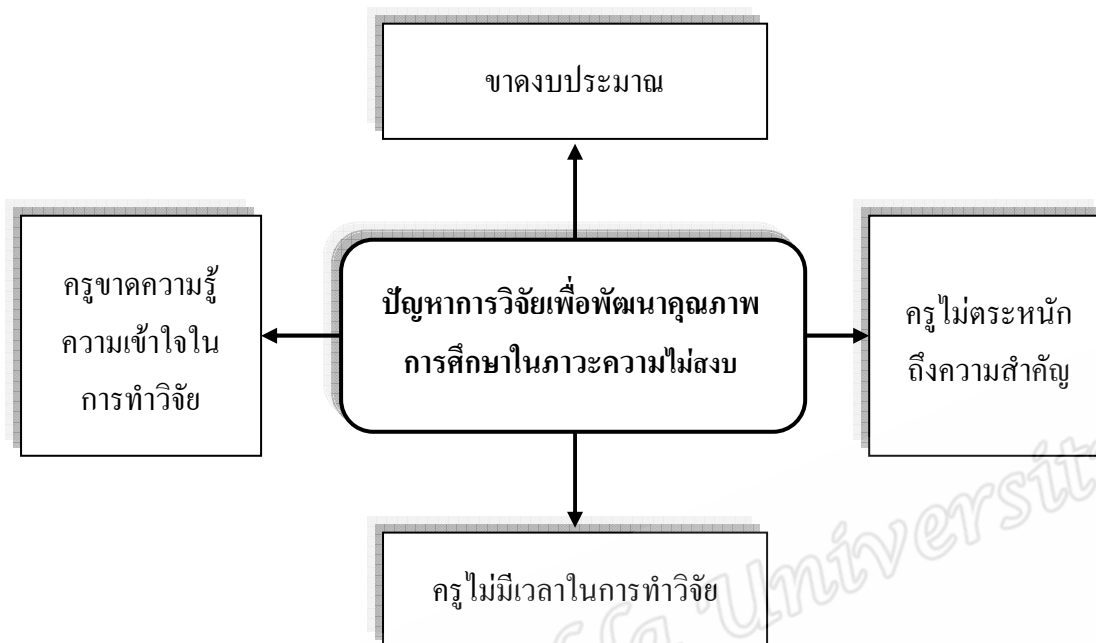 ขาดงบประมาณ
ครูขาดความรู้
ความเข้าใจใน
การทำวิจัย
ปัญหาการวิจัยเพื่อพัฒนาคุณภาพ
การศึกษาในภาวะความไม่สงบ
ครูไม่ตระหนัก
ถึงความสำคัญ
ครูไม่มีเวลาในการทำวิจัย
University